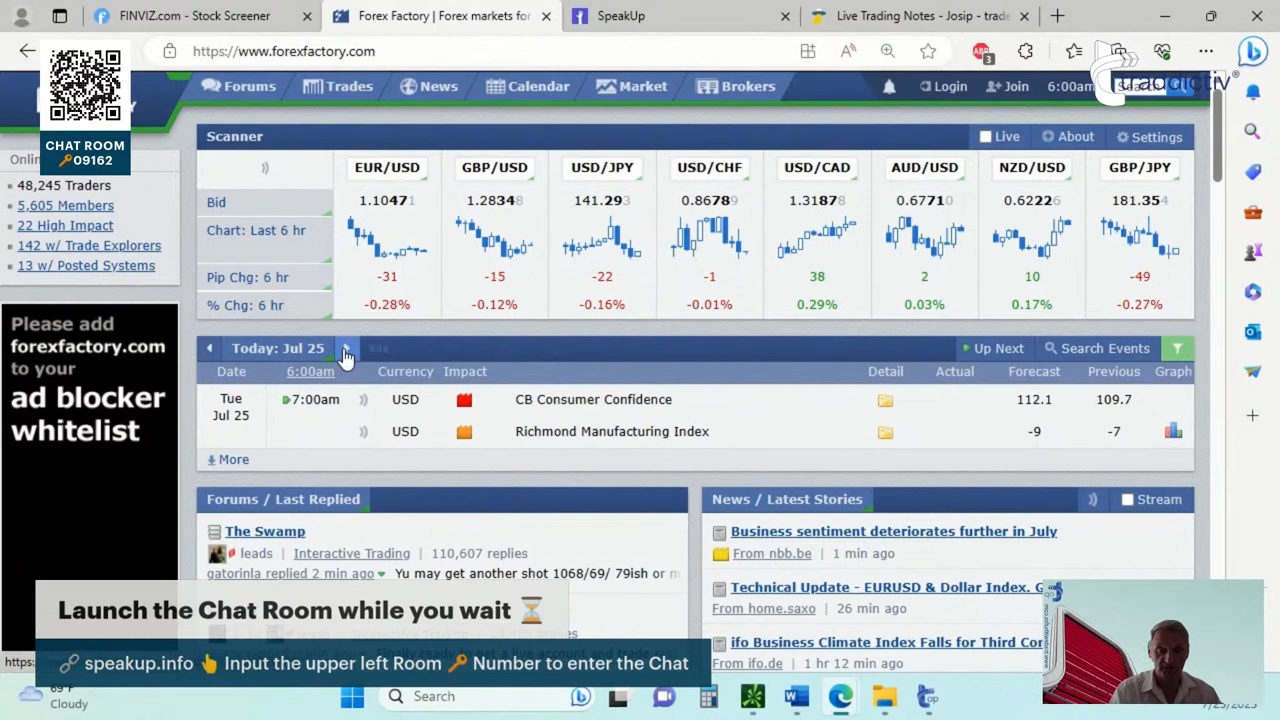 FINVIZ.com - Stock Screener
Forex Factory | Forex markets for
SpeakUp
Live Trading Notes - Josip - trade
https://www.forexfactory.com
3
CHAT ROOM
🔑09162
Forums
Trades
News
Calendar
Market
Brokers
Login
Join
6:00am
Search
traddictiv®
Scanner
Live
About
Settings
EUR/USD GBP/USD USD/JPY USD/CHF USD/CAD AUD/USD NZD/USD GBP/JPY
Bid 1.10471 1.28348 141.293 0.86789 1.31878 0.67710 0.62226 181.354
Chart: Last 6 hr
Pip Chg: 6 hr -31 -15 -22 -1 38 2 10 -49
% Chg: 6 hr -0.28% -0.12% -0.16% -0.01% 0.29% 0.03% 0.17% -0.27%
48,245 Traders
5,605 Members
22 High Impact
142 w/ Trade Explorers
13 w/ Posted Systems
Please add
forexfactory.com
to your
ad blocker
whitelist
Today: Jul 25
Up Next
Search Events
Date 6:00am Currency Impact Detail Actual Forecast Previous Graph
Tue
Jul 25
7:00am USD CB Consumer Confidence 112.1 109.7
USD Richmond Manufacturing Index -9 -7
More
Forums / Last Replied
The Swamp
leads | Interactive Trading | 110,607 replies
gatorinla replied 2 min ago Yu may get another shot 1068/69/ 79ish or m
News / Latest Stories
Stream
Business sentiment deteriorates further in July
From nbb.be | 1 min ago
Technical Update - EURUSD & Dollar Index.
From home.saxo | 26 min ago
ifo Business Climate Index Falls for Third
From ifo.de | 1 hr 12 min ago
Launch the Chat Room while you wait ⏳
🔗 speakup.info 👆 Input the upper left Room 🔑 Number to enter the Chat
69°F
Cloudy
Search